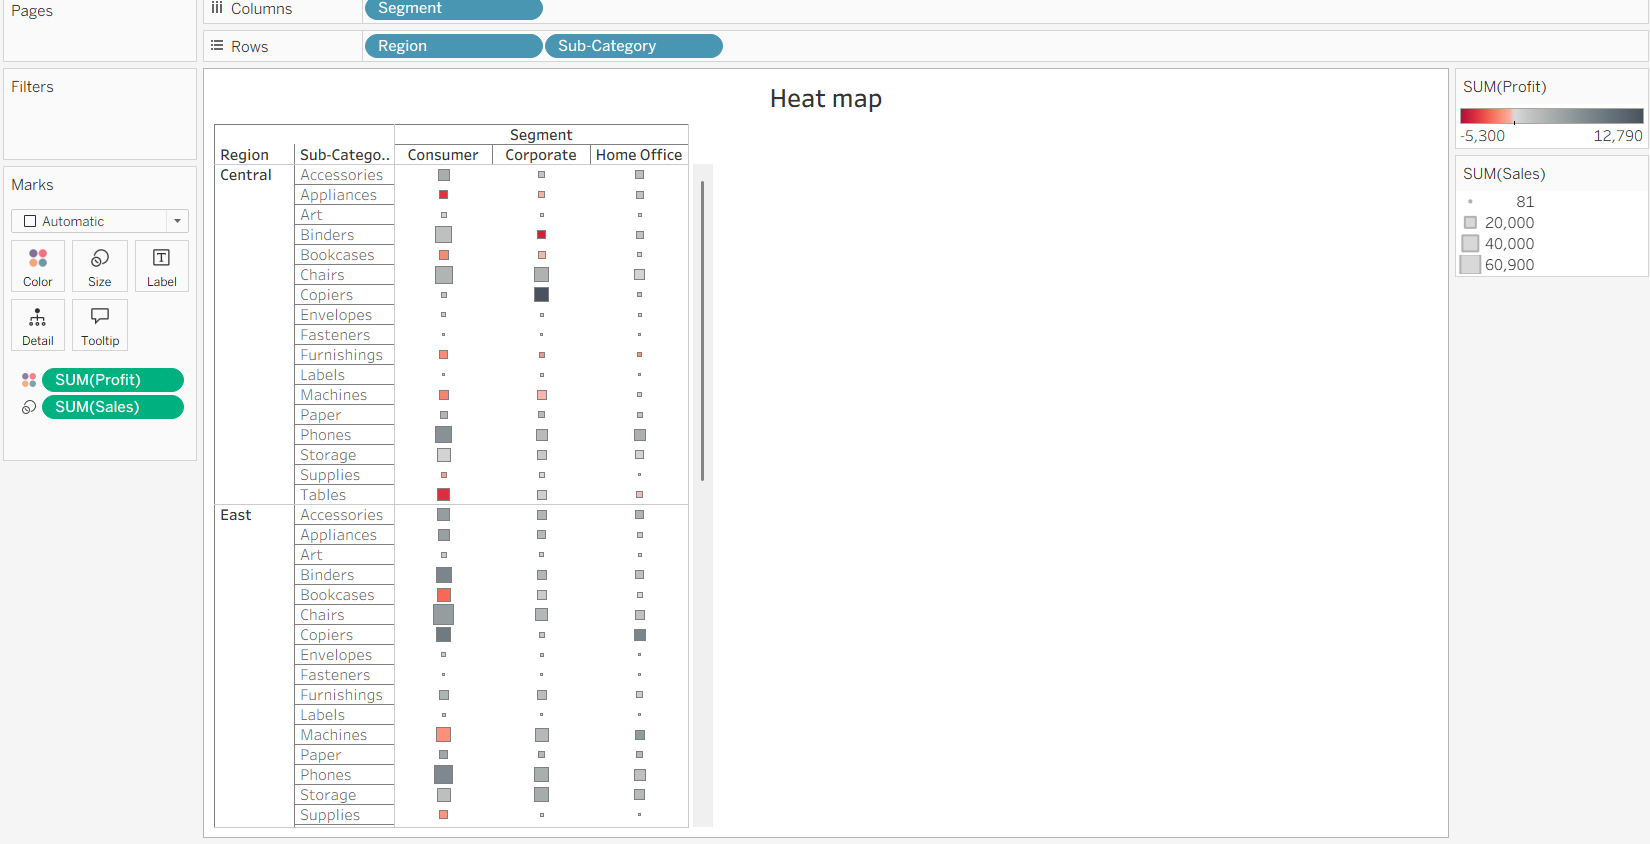 Pages
Columns
Segment
Rows
Region
Sub-Category
Filters
Marks
Automatic
Color
Size
Label
Detail
Tooltip
SUM(Profit)
SUM(Sales)
Heat map
Segment
Region
Sub-Catego..
Consumer
Corporate
Home Office
Central
Accessories
Appliances
Art
Binders
Bookcases
Chairs
Copiers
Envelopes
Fasteners
Furnishings
Labels
Machines
Paper
Phones
Storage
Supplies
Tables
East
Accessories
Appliances
Art
Binders
Bookcases
Chairs
Copiers
Envelopes
Fasteners
Furnishings
Labels
Machines
Paper
Phones
Storage
Supplies
SUM(Profit)
-5,300
12,790
SUM(Sales)
81
20,000
40,000
60,900